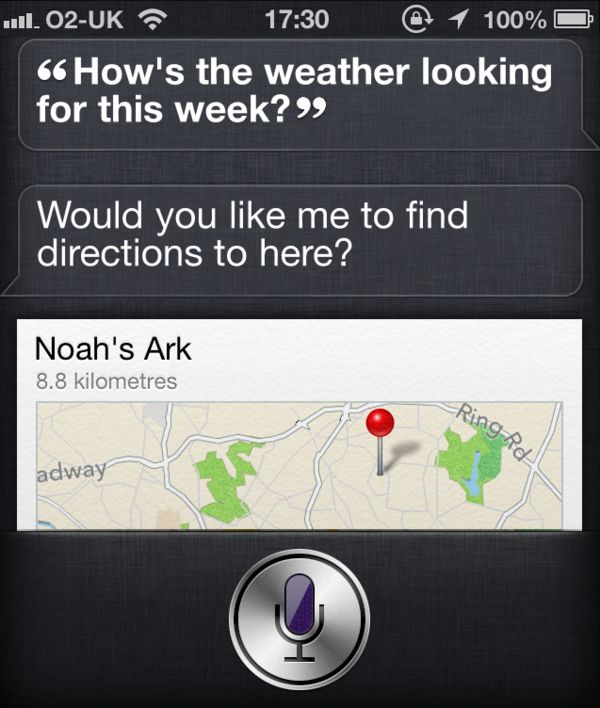 O2-UK 17:30 100%
“How's the weather looking
for this week?”
Would you like me to find
directions to here?
Noah's Ark
8.8 kilometres
Ring Rd
adway